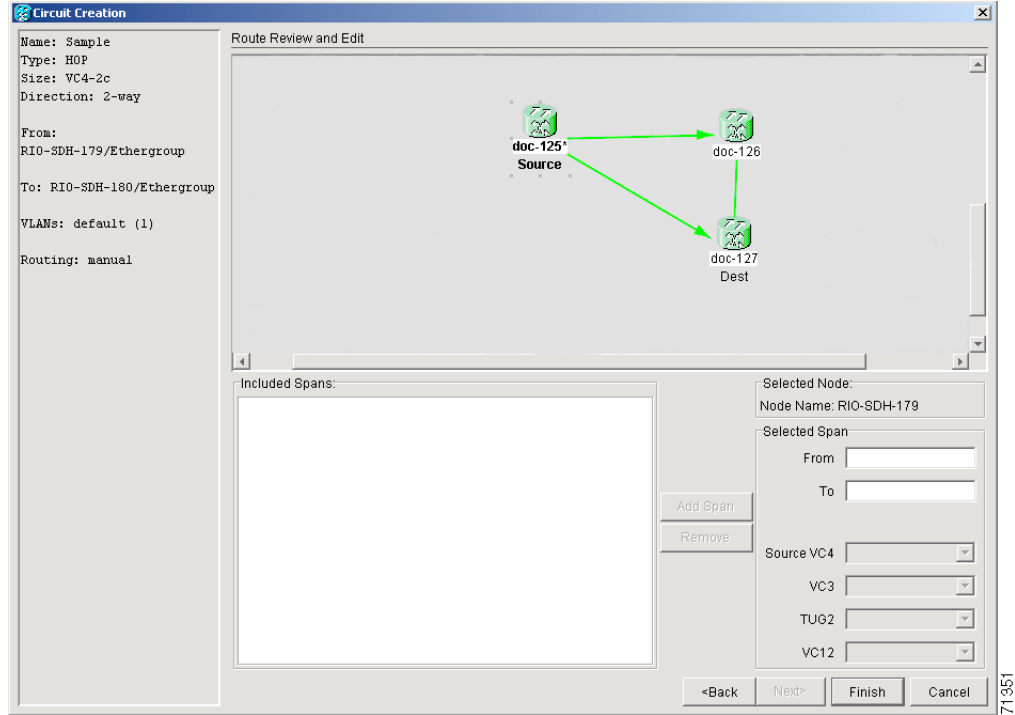 Circuit Creation
Name: Sample
Type: HOP
Size: VC4-2c
Direction: 2-way
From:
RIO-SDH-179/Ethergroup
To: RIO-SDH-180/Ethergroup
VLANs: default (1)
Routing: manual
Route Review and Edit
doc-125*
Source
doc-126
doc-127
Dest
Included Spans:
Add Span
Remove
Selected Node:
Node Name: RIO-SDH-179
Selected Span
From
To
Source VC4
VC3
TUG2
VC12
<Back
Next>
Finish
Cancel
71351